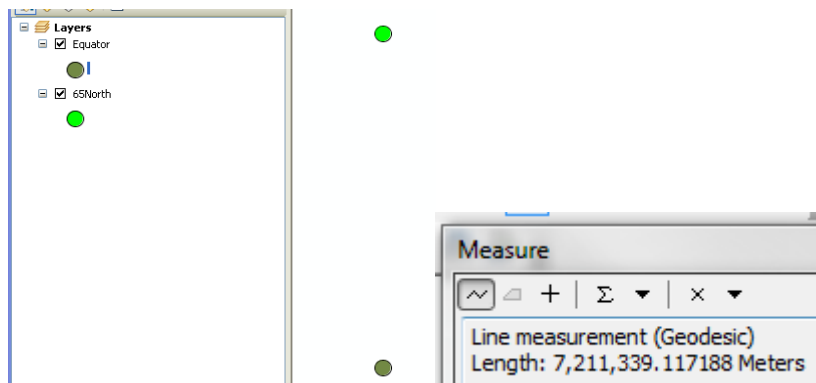 Layers
Equator
65North
Measure
Line measurement (Geodesic)
Length: 7,211,339.117188 Meters